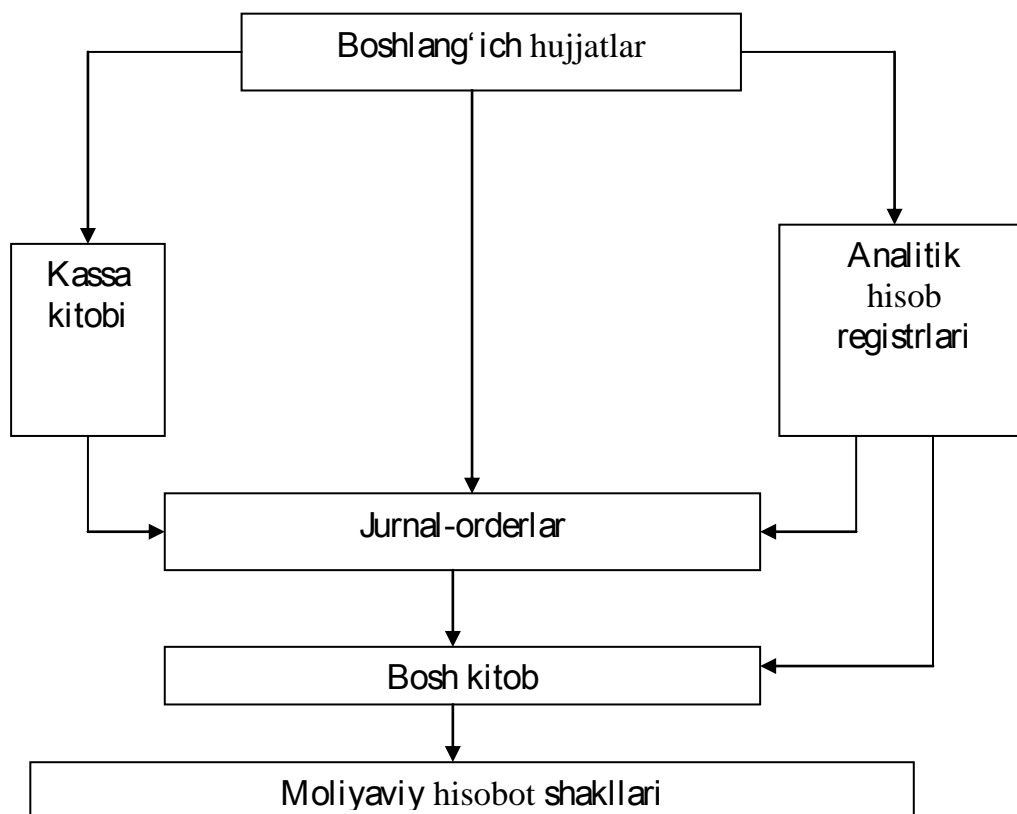 Boshlang‘ich hujjatlar
Kassa
kitobi
Analitik
hisob
registrlari
Jurnal-orderlar
Bosh kitob
Moliyaviy hisobot shakllari